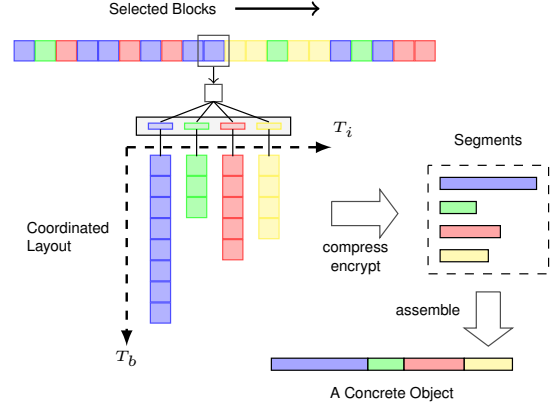 Selected Blocks
T_i
Segments
Coordinated
Layout
compress
encrypt
assemble
T_b
A Concrete Object